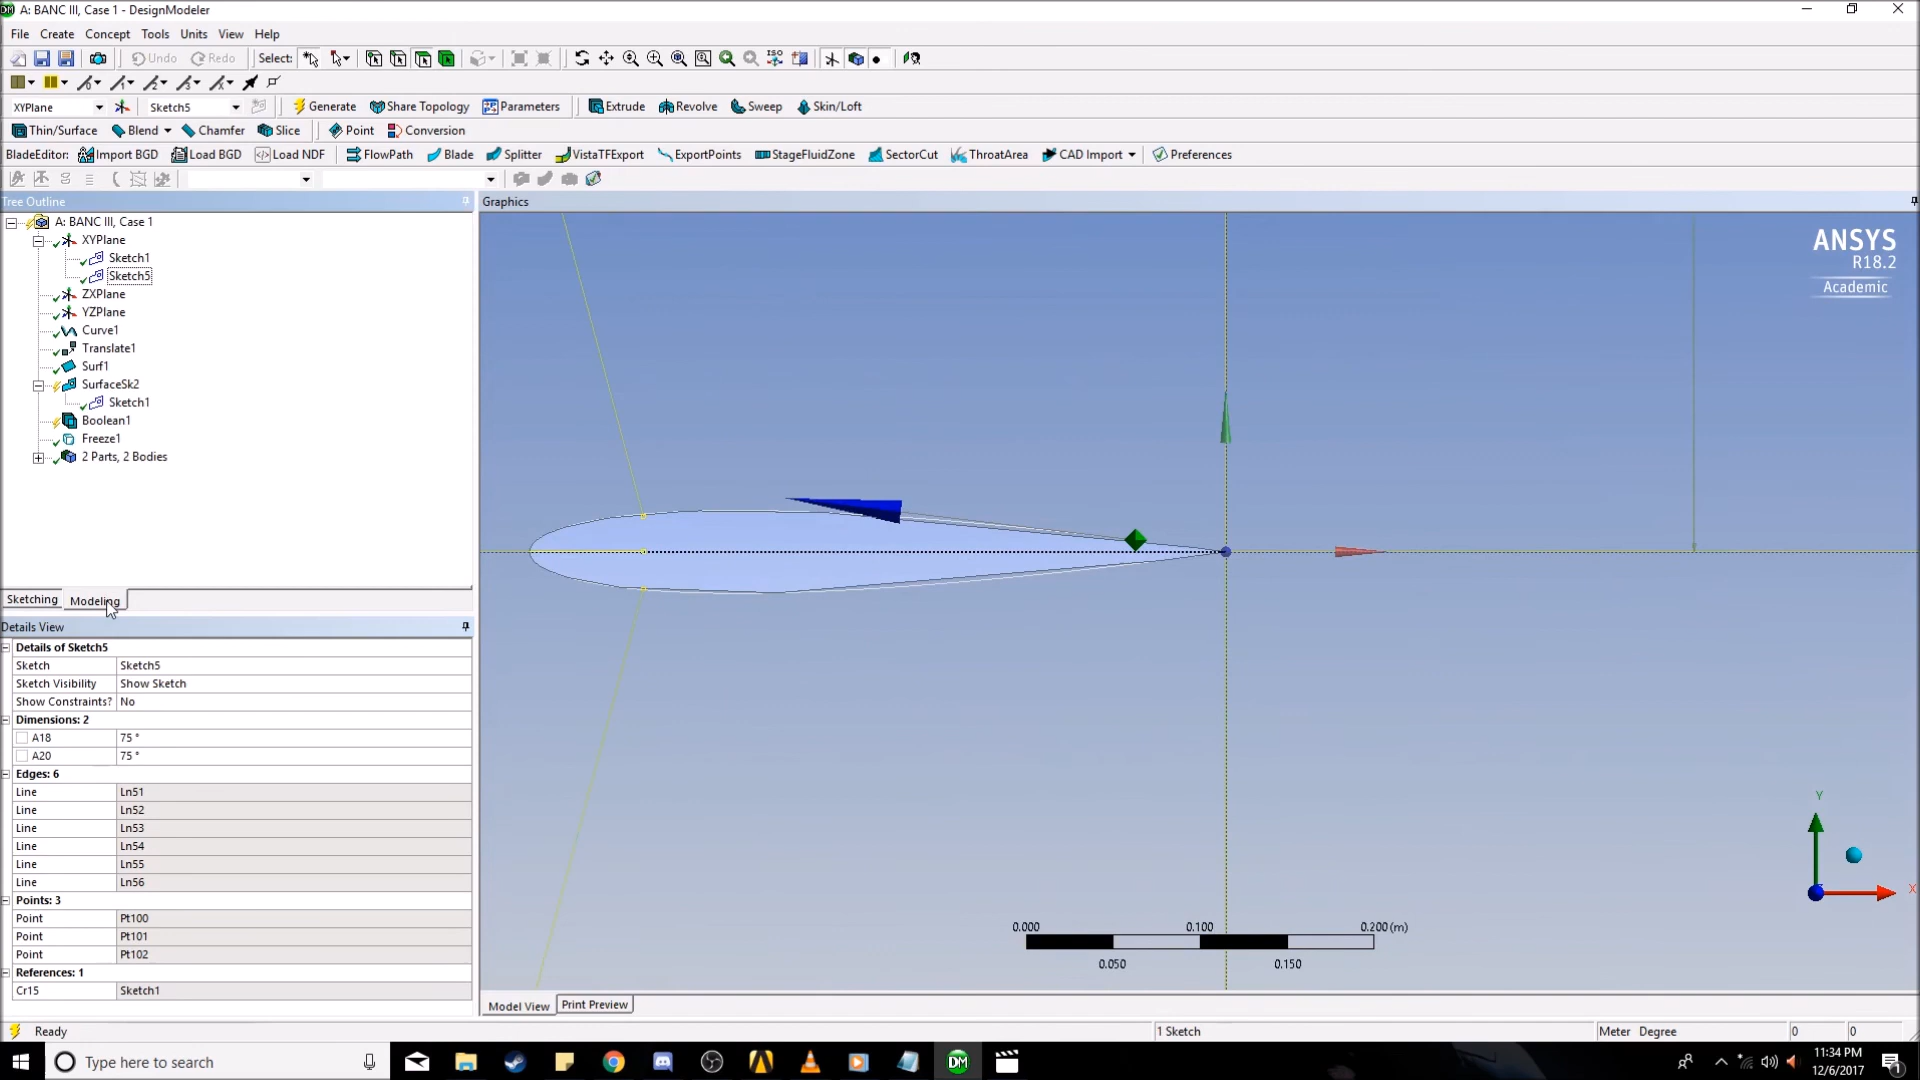 A: BANC III, Case 1 - DesignModeler
File Create Concept Tools Units View Help
Undo Redo Select: ISO
XYPlane Sketch5 Generate Share Topology Parameters Extrude Revolve Sweep Skin/Loft
Thin/Surface Blend Chamfer Slice Point Conversion
BladeEditor: Import BGD Load BGD Load NDF FlowPath Blade Splitter VistaTFExport ExportPoints StageFluidZone SectorCut ThroatArea CAD Import Preferences
Tree Outline
A: BANC III, Case 1
XYPlane
Sketch1
Sketch5
ZXPlane
YZPlane
Curve1
Translate1
Surf1
SurfaceSk2
Sketch1
Boolean1
Freeze1
2 Parts, 2 Bodies
Sketching Modeling
Details View
Details of Sketch5
Sketch Sketch5
Sketch Visibility Show Sketch
Show Constraints? No
Dimensions: 2
A18 75 °
A20 75 °
Edges: 6
Line Ln51
Line Ln52
Line Ln53
Line Ln54
Line Ln55
Line Ln56
Points: 3
Point Pt100
Point Pt101
Point Pt102
References: 1
Cr15 Sketch1
Graphics
ANSYS
R18.2
Academic
Y
X
0.000 0.100 0.200 (m)
0.050 0.150
Model View Print Preview
Ready 1 Sketch Meter Degree 0 0
Type here to search DM 11:34 PM
12/6/2017 1